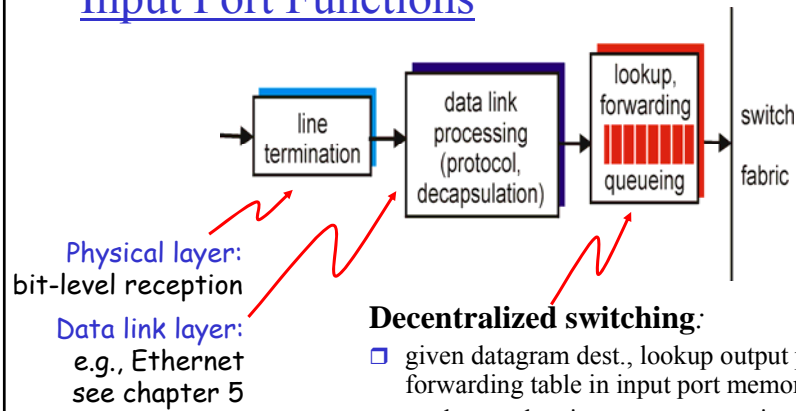 Input Port Functions
line
termination
data link
processing
(protocol,
decapsulation)
lookup,
forwarding
queueing
switch
fabric
Physical layer:
bit-level reception
Data link layer:
e.g., Ethernet
see chapter 5
Decentralized switching:
given datagram dest., lookup output
forwarding table in input port